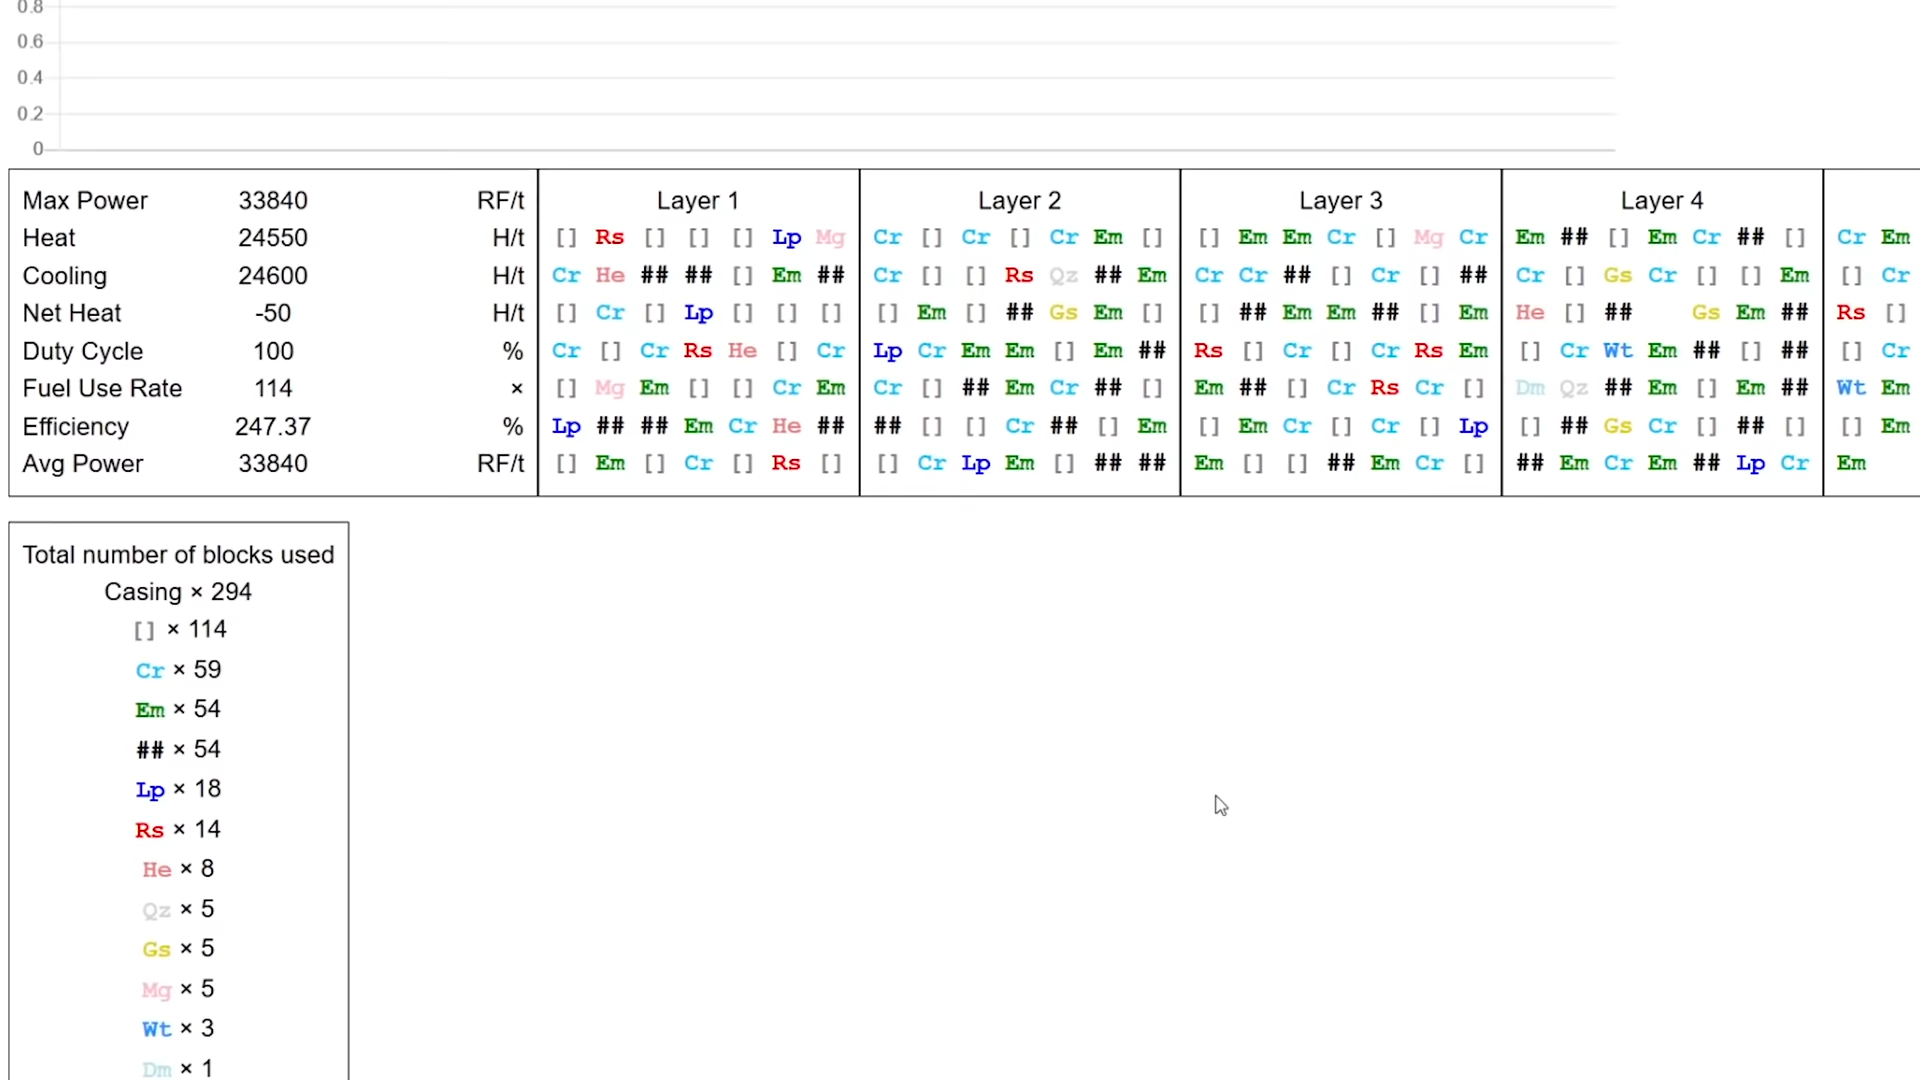 0.8
0.6
0.4
0.2
0
Max Power 33840 RF/t
Heat 24550 H/t
Cooling 24600 H/t
Net Heat -50 H/t
Duty Cycle 100 %
Fuel Use Rate 114 ×
Efficiency 247.37 %
Avg Power 33840 RF/t
Layer 1
[] Rs [] [] [] Lp Mg
Cr He ## ## [] Em ##
[] Cr [] Lp [] [] []
Cr [] Cr Rs He [] Cr
[] Mg Em [] [] Cr Em
Lp ## ## Em Cr He ##
[] Em [] Cr [] Rs []
Layer 2
Cr [] Cr [] Cr Em []
Cr [] [] Rs Qz ## Em
[] Em [] ## Gs Em []
Lp Cr Em Em [] Em ##
Cr [] ## Em Cr ## []
## [] [] Cr ## [] Em
[] Cr Lp Em [] ## ##
Layer 3
[] Em Em Cr [] Mg Cr
Cr Cr ## [] Cr [] ##
[] ## Em Em ## [] Em
Rs [] Cr [] Cr Rs Em
Em ## [] Cr Rs Cr []
[] Em Cr [] Cr [] Lp
Em [] [] ## Em Cr []
Layer 4
Em ## [] Em Cr ## []
Cr [] Gs Cr [] [] Em
He [] ## Gs Em ##
[] Cr Wt Em ## [] ##
Dm Qz ## Em [] Em ##
[] ## Gs Cr [] ## []
## Em Cr Em ## Lp Cr
Cr Em
[] Cr
Rs []
[] Cr
Wt Em
[] Em
Em
Total number of blocks used
Casing × 294
[] × 114
Cr × 59
Em × 54
## × 54
Lp × 18
Rs × 14
He × 8
Qz × 5
Gs × 5
Mg × 5
Wt × 3
Dm × 1